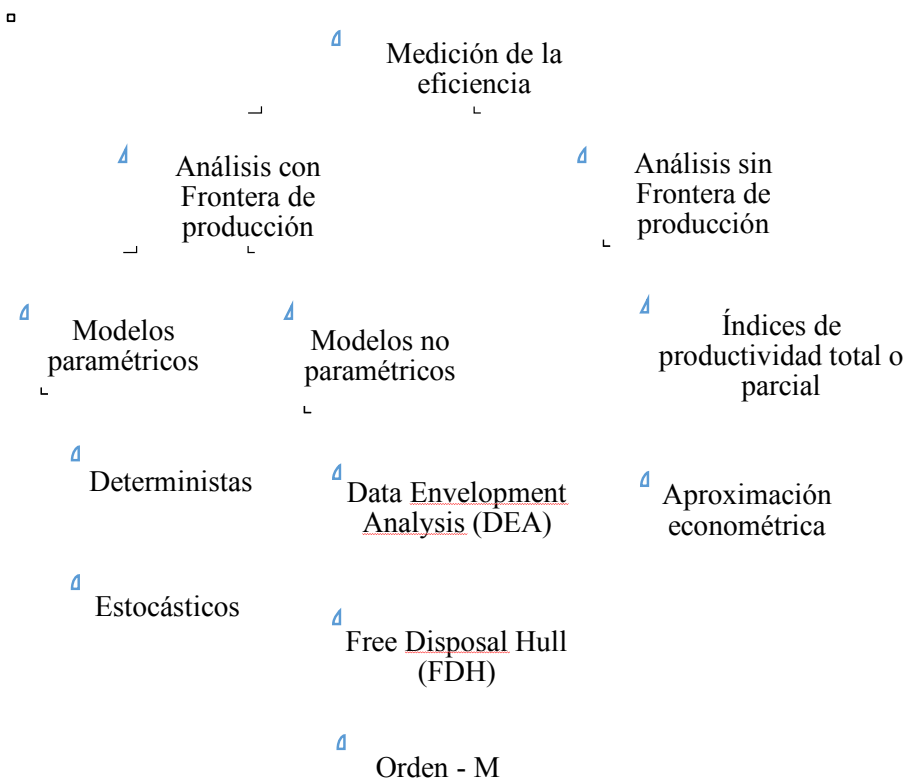 Medición de la
eficiencia
Análisis con
Frontera de
producción
Análisis sin
Frontera de
producción
Modelos
paramétricos
Modelos no
paramétricos
Índices de
productividad total o
parcial
Deterministas
Data Envelopment
Analysis (DEA)
Aproximación
econométrica
Estocásticos
Free Disposal Hull
(FDH)
Orden - M